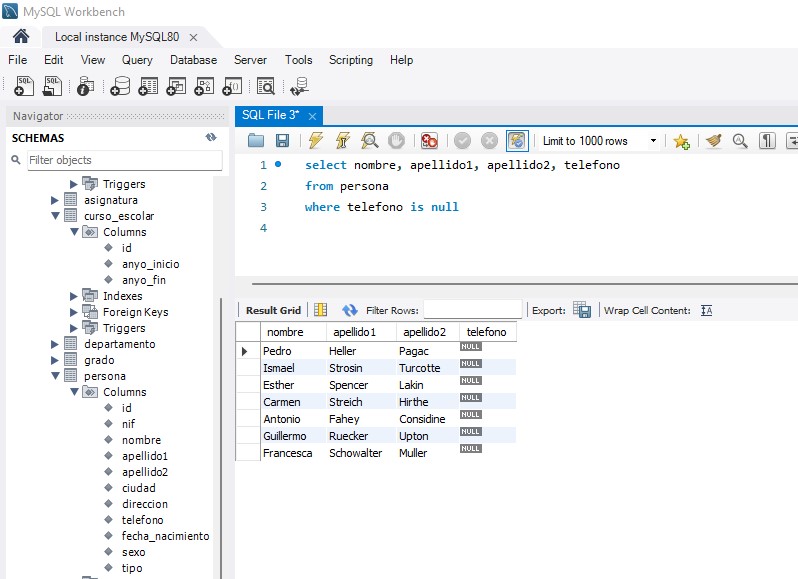 MySQL Workbench
Local instance MySQL80
File Edit View Query Database Server Tools Scripting Help
Navigator
SCHEMAS
Filter objects
Triggers
asignatura
curso_escolar
Columns
id
anyo_inicio
anyo_fin
Indexes
Foreign Keys
Triggers
departamento
grado
persona
Columns
id
nif
nombre
apellido1
apellido2
ciudad
direccion
telefono
fecha_nacimiento
sexo
tipo
SQL File 3*
Limit to 1000 rows
1 select nombre, apellido1, apellido2, telefono
2 from persona
3 where telefono is null
4
Result Grid Filter Rows: Export: Wrap Cell Content:
nombre apellido1 apellido2 telefono
Pedro Heller Pagac NULL
Ismael Strosin Turcotte NULL
Esther Spencer Lakin NULL
Carmen Streich Hirthe NULL
Antonio Fahey Considine NULL
Guillermo Ruecker Upton NULL
Francesca Schowalter Muller NULL